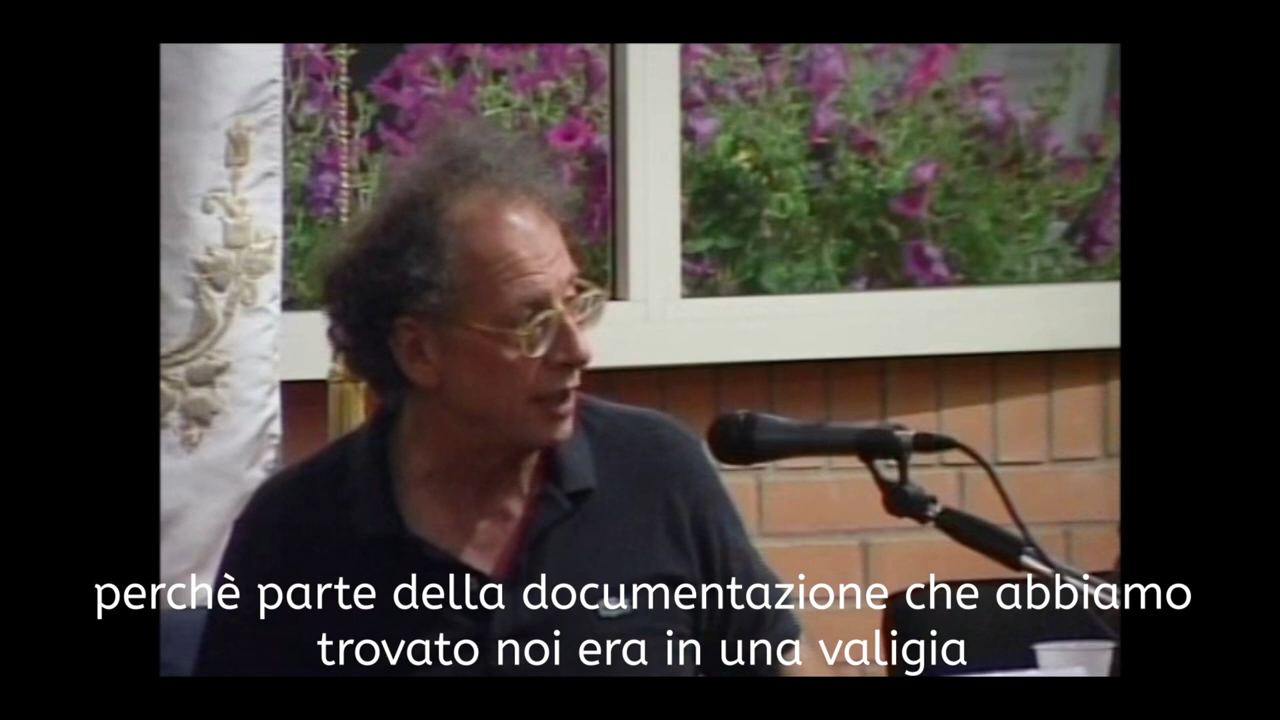 perchè parte della documentazione che abbiamo
trovato noi era in una valigia